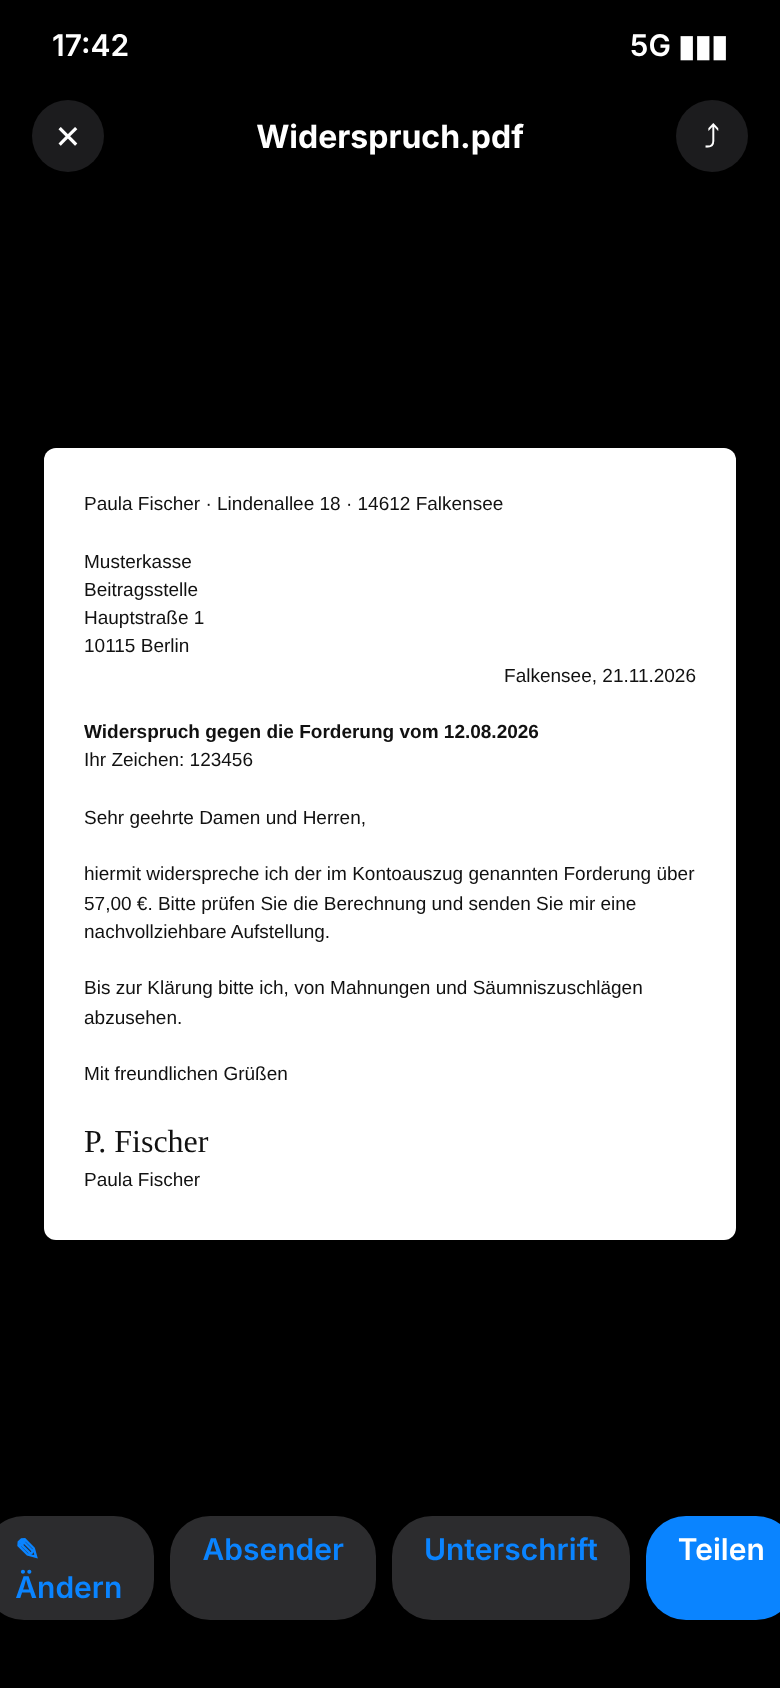 17:42
5G
Widerspruch.pdf
Paula Fischer · Lindenallee 18 · 14612 Falkensee
Musterkasse
Beitragsstelle
Hauptstraße 1
10115 Berlin
Falkensee, 21.11.2026
Widerspruch gegen die Forderung vom 12.08.2026
Ihr Zeichen: 123456
Sehr geehrte Damen und Herren,
hiermit widerspreche ich der im Kontoauszug genannten Forderung über
57,00 €. Bitte prüfen Sie die Berechnung und senden Sie mir eine
nachvollziehbare Aufstellung.
Bis zur Klärung bitte ich, von Mahnungen und Säumniszuschlägen
abzusehen.
Mit freundlichen Grüßen
P. Fischer
Paula Fischer
✎
Ändern
Absender
Unterschrift
Teilen